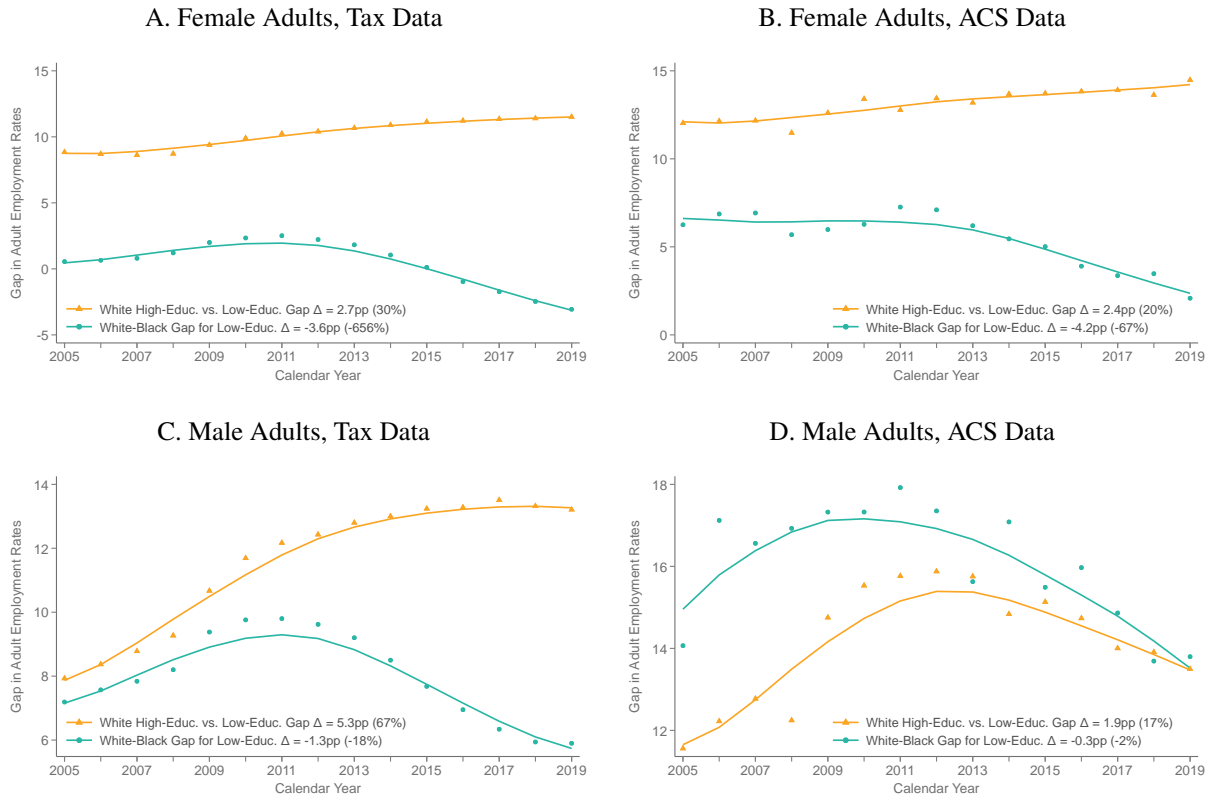 A. Female Adults, Tax Data
Gap in Adult Employment Rates
15
10
5
0
-5
White High-Educ. vs. Low-Educ. Gap Δ = 2.7pp (30%)
White-Black Gap for Low-Educ. Δ = -3.6pp (-656%)
2005 2007 2009 2011 2013 2015 2017 2019
Calendar Year
B. Female Adults, ACS Data
Gap in Adult Employment Rates
15
10
5
0
White High-Educ. vs. Low-Educ. Gap Δ = 2.4pp (20%)
White-Black Gap for Low-Educ. Δ = -4.2pp (-67%)
2005 2007 2009 2011 2013 2015 2017 2019
Calendar Year
C. Male Adults, Tax Data
Gap in Adult Employment Rates
14
12
10
8
6
White High-Educ. vs. Low-Educ. Gap Δ = 5.3pp (67%)
White-Black Gap for Low-Educ. Δ = -1.3pp (-18%)
2005 2007 2009 2011 2013 2015 2017 2019
Calendar Year
D. Male Adults, ACS Data
Gap in Adult Employment Rates
18
16
14
12
White High-Educ. vs. Low-Educ. Gap Δ = 1.9pp (17%)
White-Black Gap for Low-Educ. Δ = -0.3pp (-2%)
2005 2007 2009 2011 2013 2015 2017 2019
Calendar Year